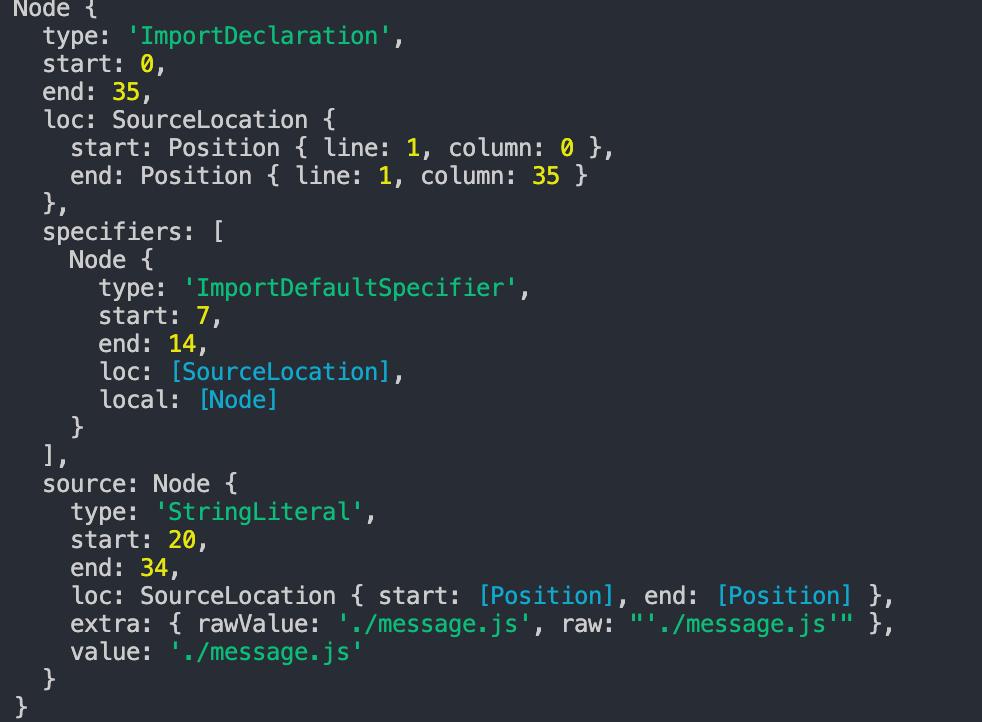 Node {
  type: 'ImportDeclaration',
  start: 0,
  end: 35,
  loc: SourceLocation {
    start: Position { line: 1, column: 0 },
    end: Position { line: 1, column: 35 }
  },
  specifiers: [
    Node {
      type: 'ImportDefaultSpecifier',
      start: 7,
      end: 14,
      loc: [SourceLocation],
      local: [Node]
    }
  ],
  source: Node {
    type: 'StringLiteral',
    start: 20,
    end: 34,
    loc: SourceLocation { start: [Position], end: [Position] },
    extra: { rawValue: './message.js', raw: "'./message.js'" },
    value: './message.js'
  }
}